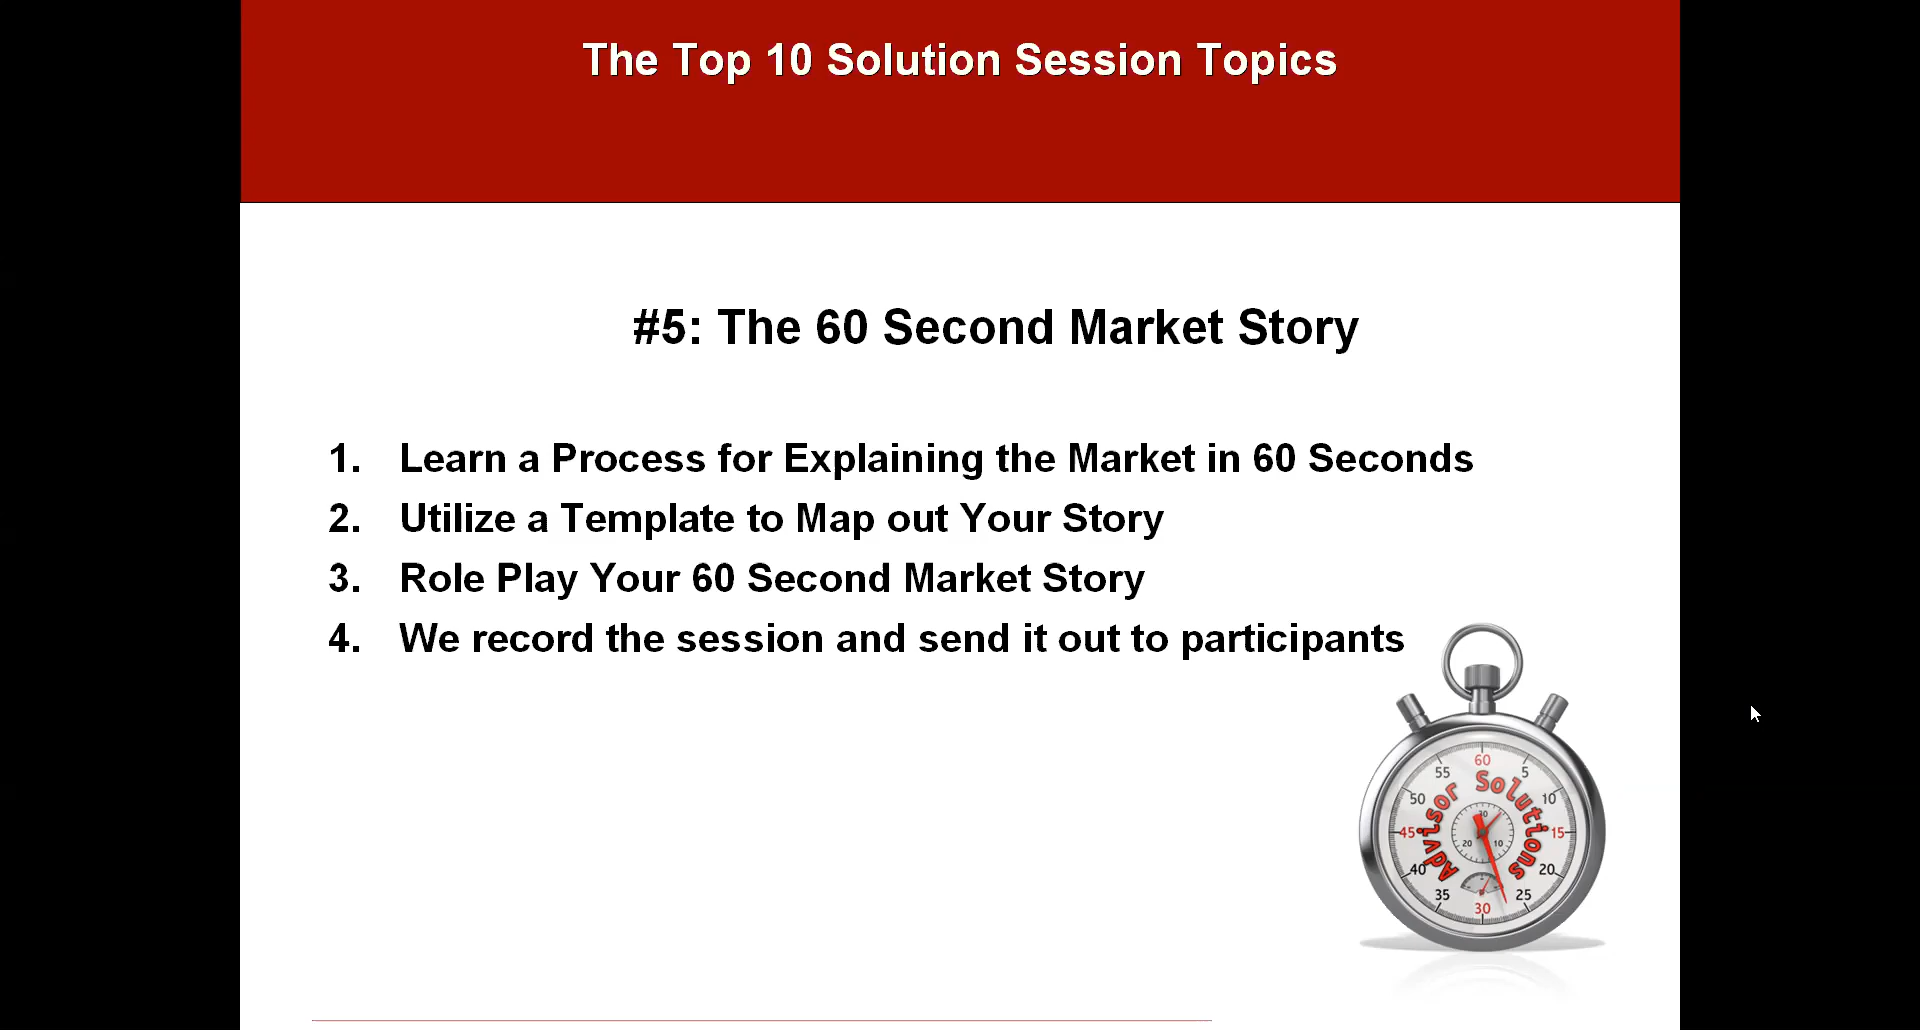 The Top 10 Solution Session Topics
#5: The 60 Second Market Story
1. Learn a Process for Explaining the Market in 60 Seconds
2. Utilize a Template to Map out Your Story
3. Role Play Your 60 Second Market Story
4. We record the session and send it out to participants
60
55 5
50 10
45 15
40 20
35 25
30
Advisor Solutions
30
20 10